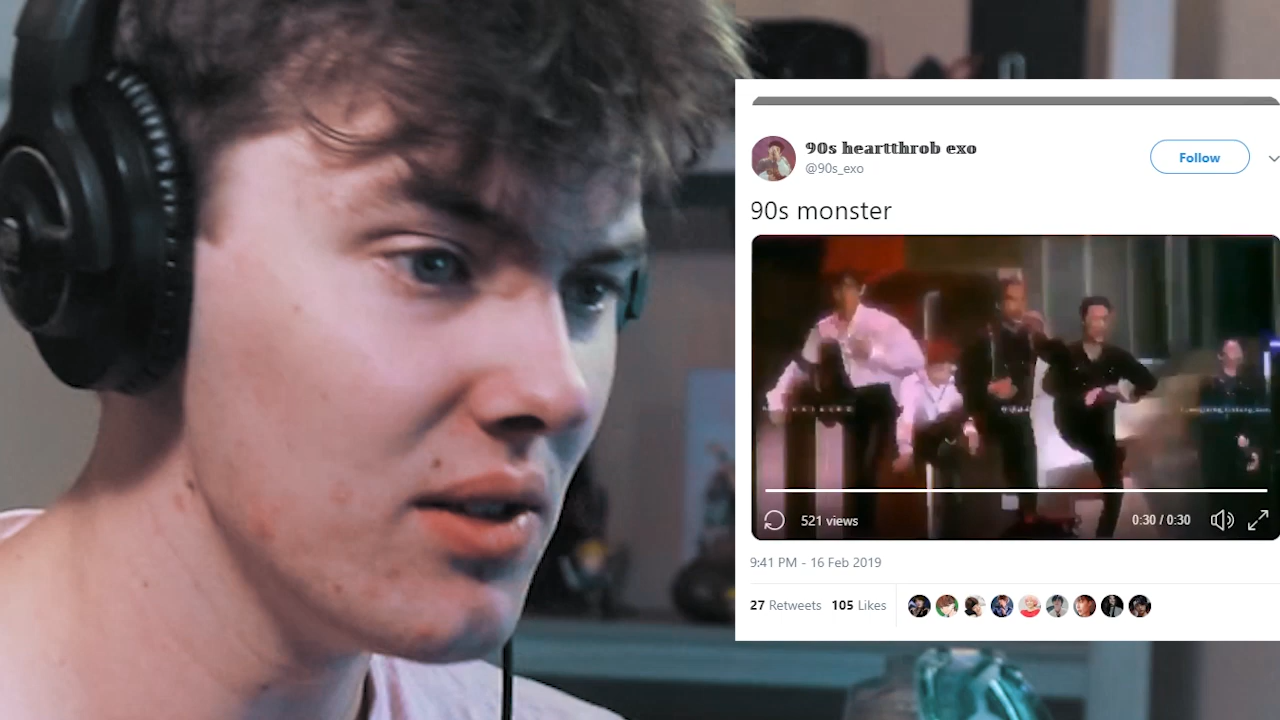 90s heartthrob exo
@90s_exo
Follow
90s monster
521 views
0:30 / 0:30
9:41 PM - 16 Feb 2019
27 Retweets 105 Likes